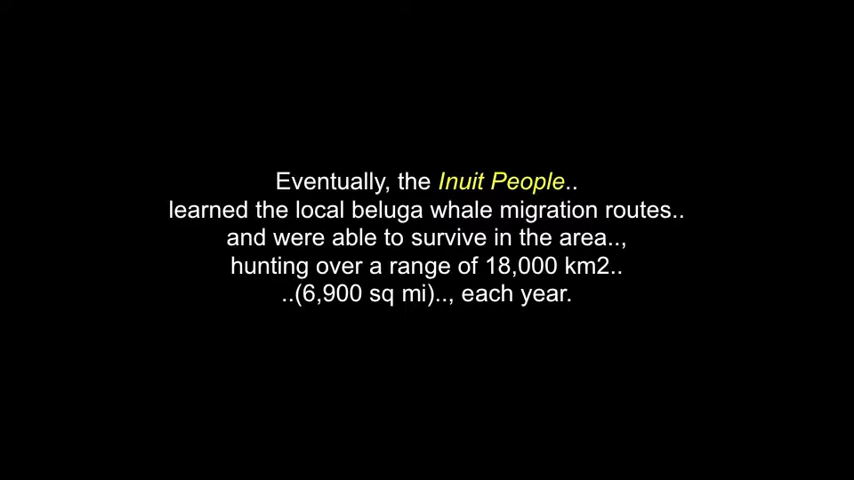 Eventually, the Inuit People..
learned the local beluga whale migration routes..
and were able to survive in the area..,
hunting over a range of 18,000 km2..
..(6,900 sq mi).., each year.